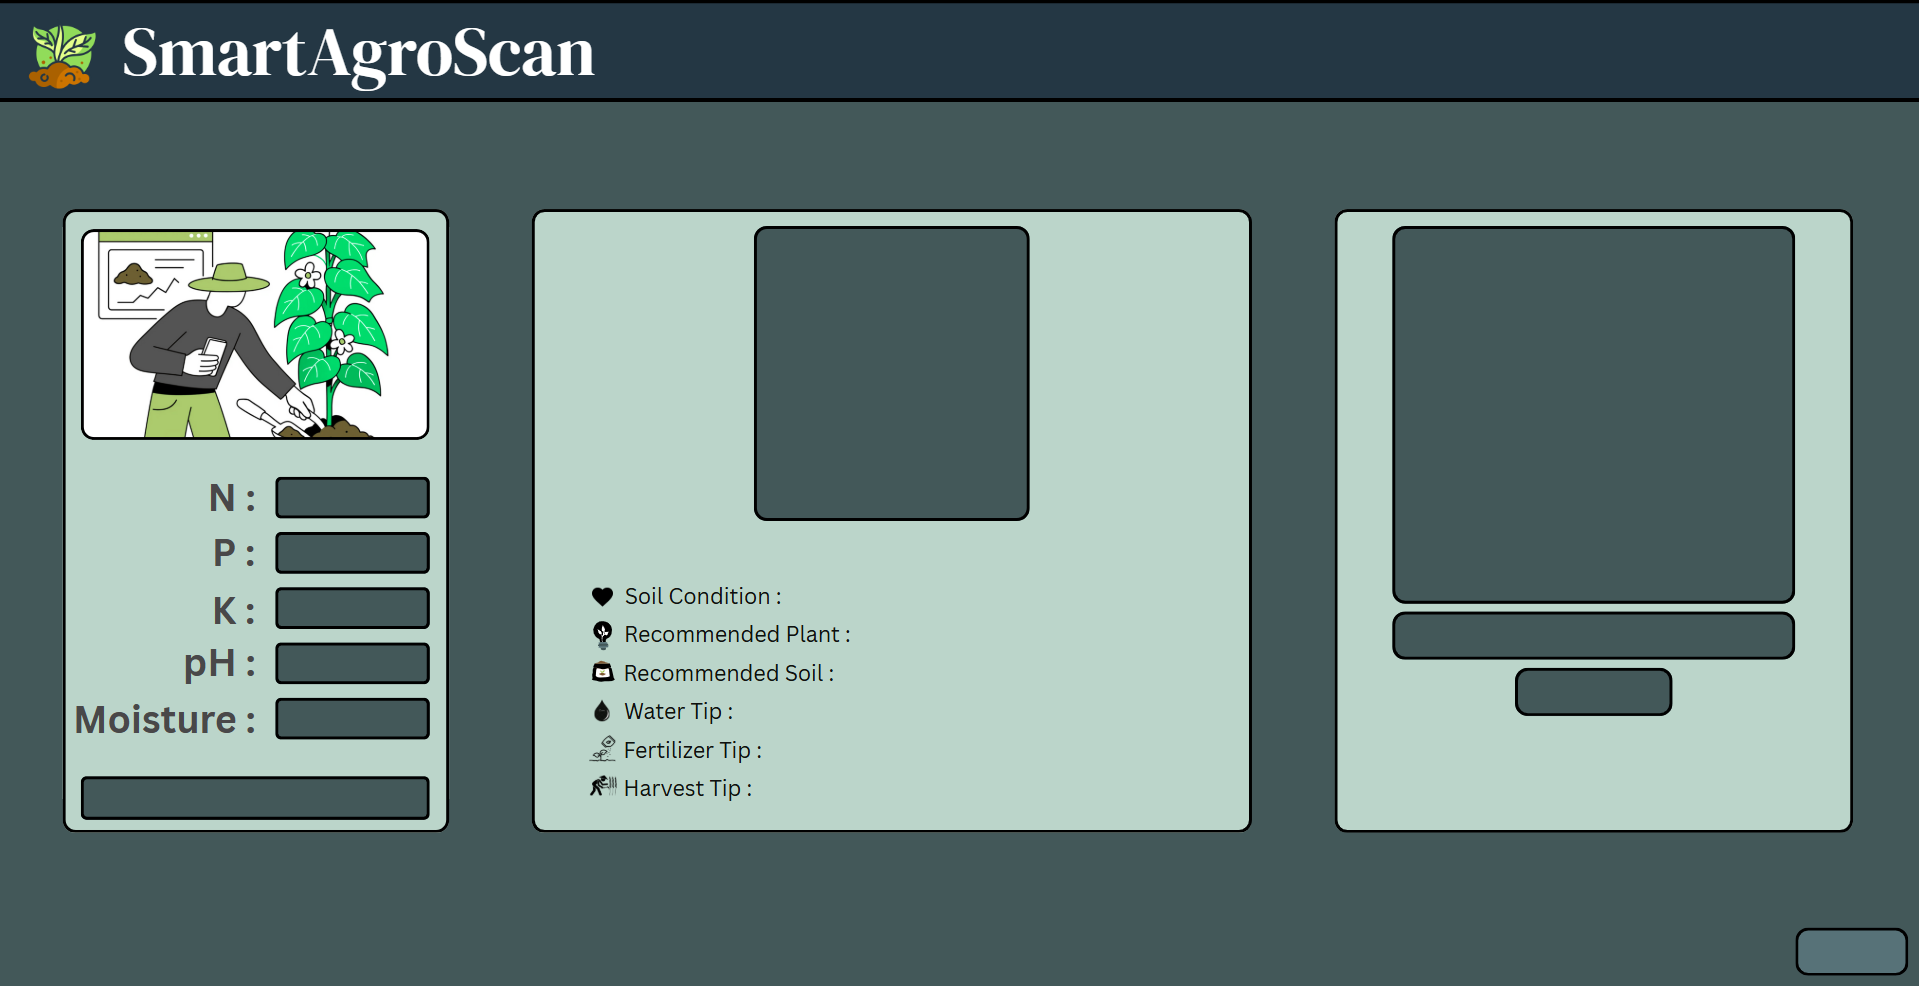 SmartAgroScan
N :
P :
K :
pH :
Moisture :
Soil Condition :
Recommended Plant :
Recommended Soil :
Water Tip :
Fertilizer Tip :
Harvest Tip :